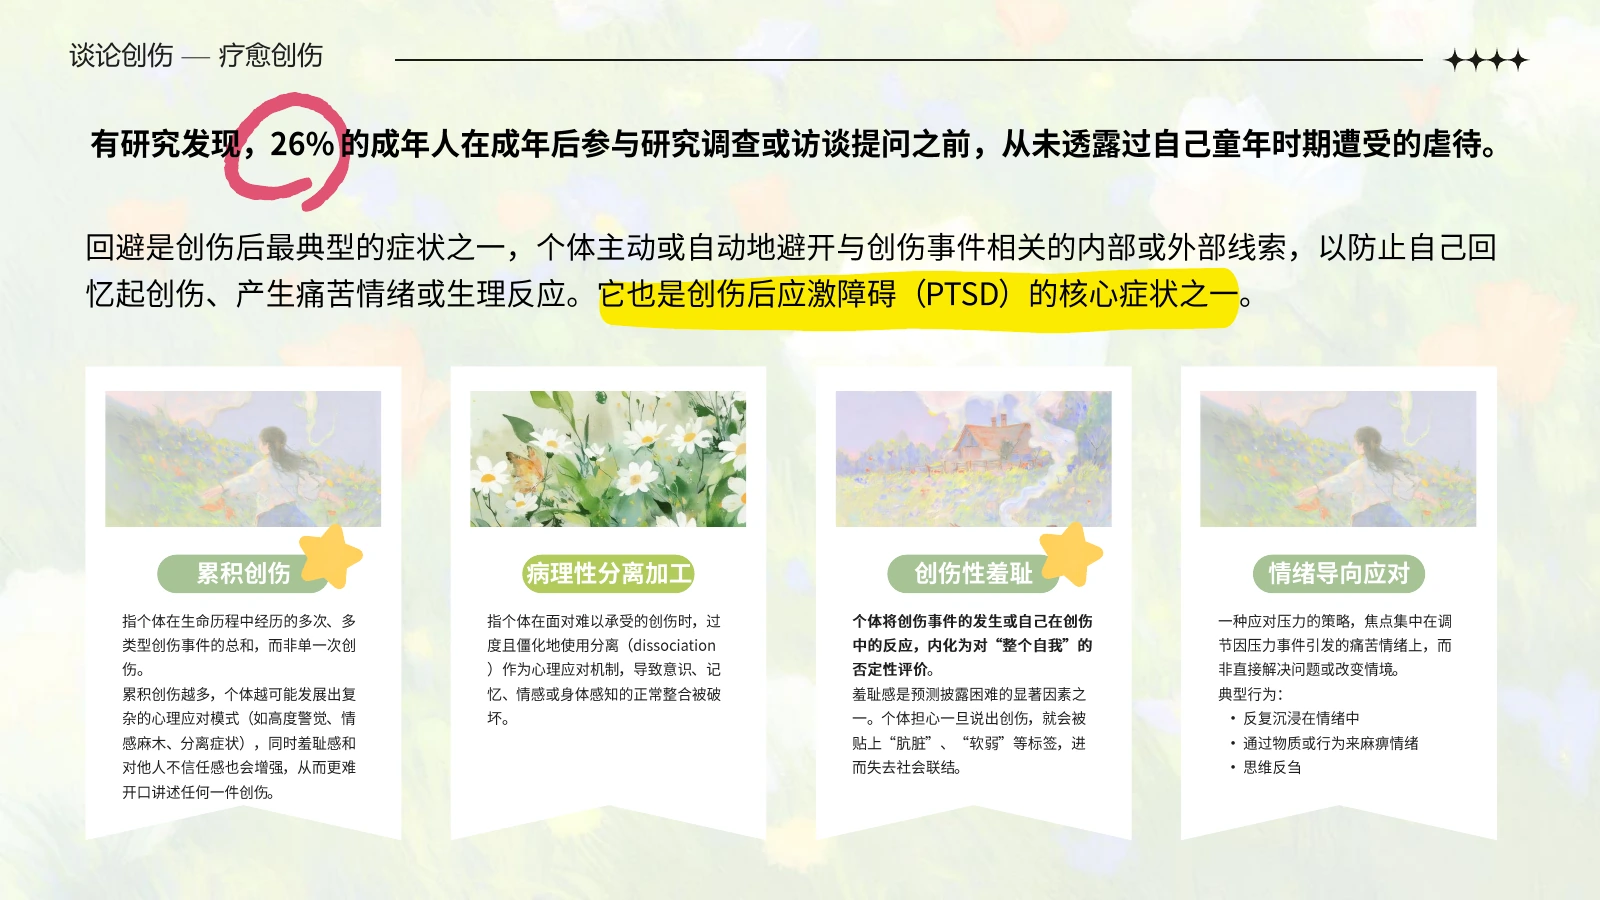 谈论创伤 — 疗愈创伤
有研究发现，26% 的成年人在成年后参与研究调查或访谈提问之前，从未透露过自己童年时期遭受的虐待。
回避是创伤后最典型的症状之一，个体主动或自动地避开与创伤事件相关的内部或外部线索，以防止自己回
忆起创伤、产生痛苦情绪或生理反应。它也是创伤后应激障碍（PTSD）的核心症状之一。
累积创伤
指个体在生命历程中经历的多次、多
类型创伤事件的总和，而非单一次创
伤。
累积创伤越多，个体越可能发展出复
杂的心理应对模式（如高度警觉、情
感麻木、分离症状），同时羞耻感和
对他人不信任感也会增强，从而更难
开口讲述任何一件创伤。
病理性分离加工
指个体在面对难以承受的创伤时，过
度且僵化地使用分离（dissociation
）作为心理应对机制，导致意识、记
忆、情感或身体感知的正常整合被破
坏。
创伤性羞耻
个体将创伤事件的发生或自己在创伤
中的反应，内化为对“整个自我”的
否定性评价。
羞耻感是预测披露困难的显著因素之
一。个体担心一旦说出创伤，就会被
贴上“肮脏”、“软弱”等标签，进
而失去社会联结。
情绪导向应对
一种应对压力的策略，焦点集中在调
节因压力事件引发的痛苦情绪上，而
非直接解决问题或改变情境。
典型行为：
• 反复沉浸在情绪中
• 通过物质或行为来麻痹情绪
• 思维反刍